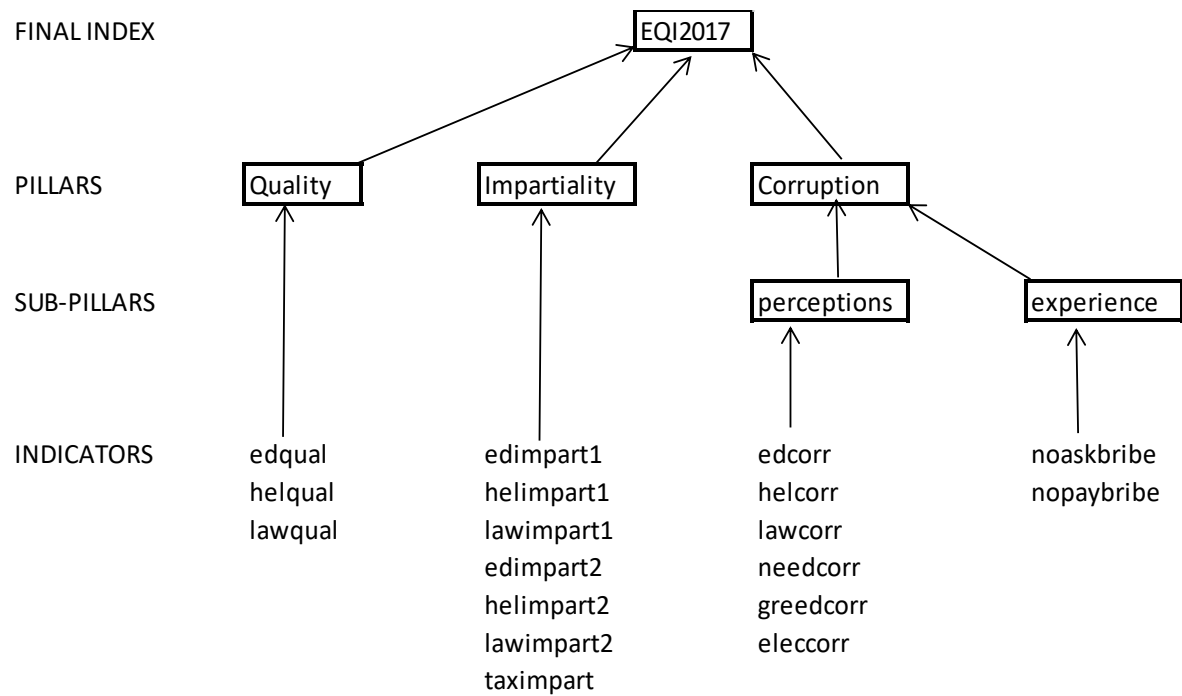 FINAL INDEX EQI2017
PILLARS Quality Impartiality Corruption
SUB-PILLARS perceptions experience
INDICATORS edqual edimpart1 edcorr noaskbribe
helqual helimpart1 helcorr nopaybribe
lawqual lawimpart1 lawcorr
edimpart2 needcorr
helimpart2 greedcorr
lawimpart2 eleccorr
taximpart